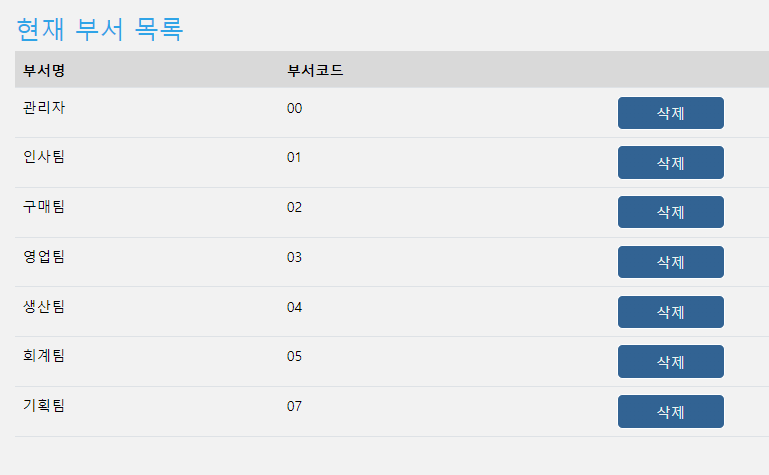 현재 부서 목록
부서명 부서코드
관리자 00 삭제
인사팀 01 삭제
구매팀 02 삭제
영업팀 03 삭제
생산팀 04 삭제
회계팀 05 삭제
기획팀 07 삭제